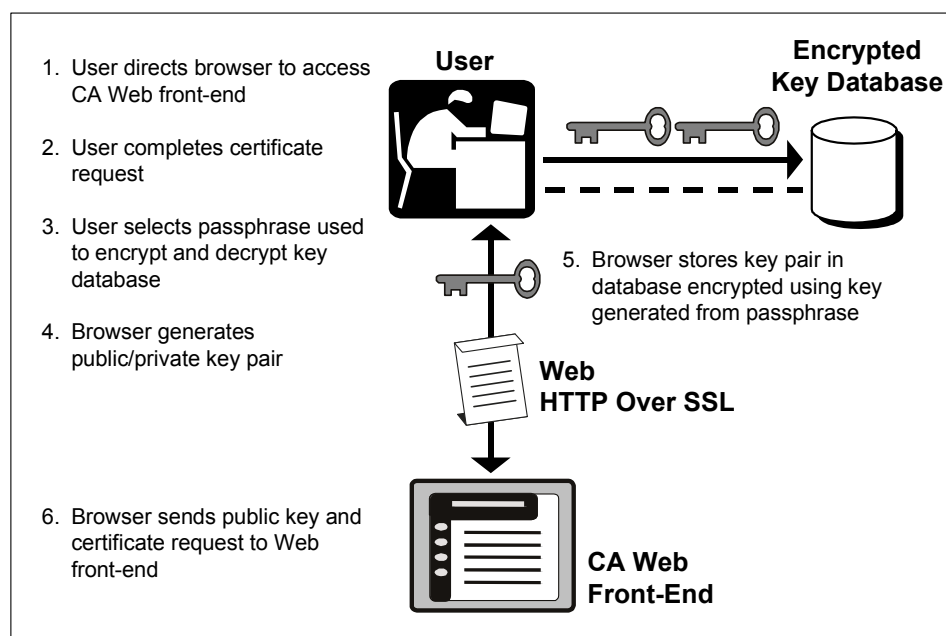 1. User directs browser to access
CA Web front-end
2. User completes certificate
request
3. User selects passphrase used
to encrypt and decrypt key
database
4. Browser generates
public/private key pair
User
Encrypted
Key Database
5. Browser stores key pair in
database encrypted using key
generated from passphrase
Web
HTTP Over SSL
6. Browser sends public key and
certificate request to Web
front-end
CA Web
Front-End